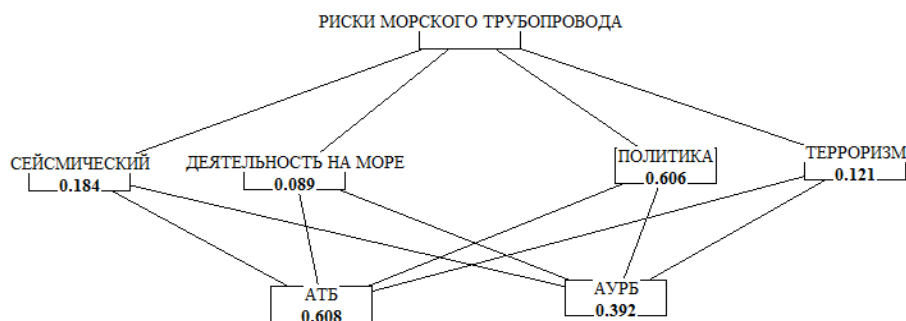 РИСКИ МОРСКОГО ТРУБОПРОВОДА
СЕЙСМИЧЕСКИЙ
0.184
ДЕЯТЕЛЬНОСТЬ НА МОРЕ
0.089
ПОЛИТИКА
0.606
ТЕРРОРИЗМ
0.121
АТБ
0.608
АУРБ
0.392